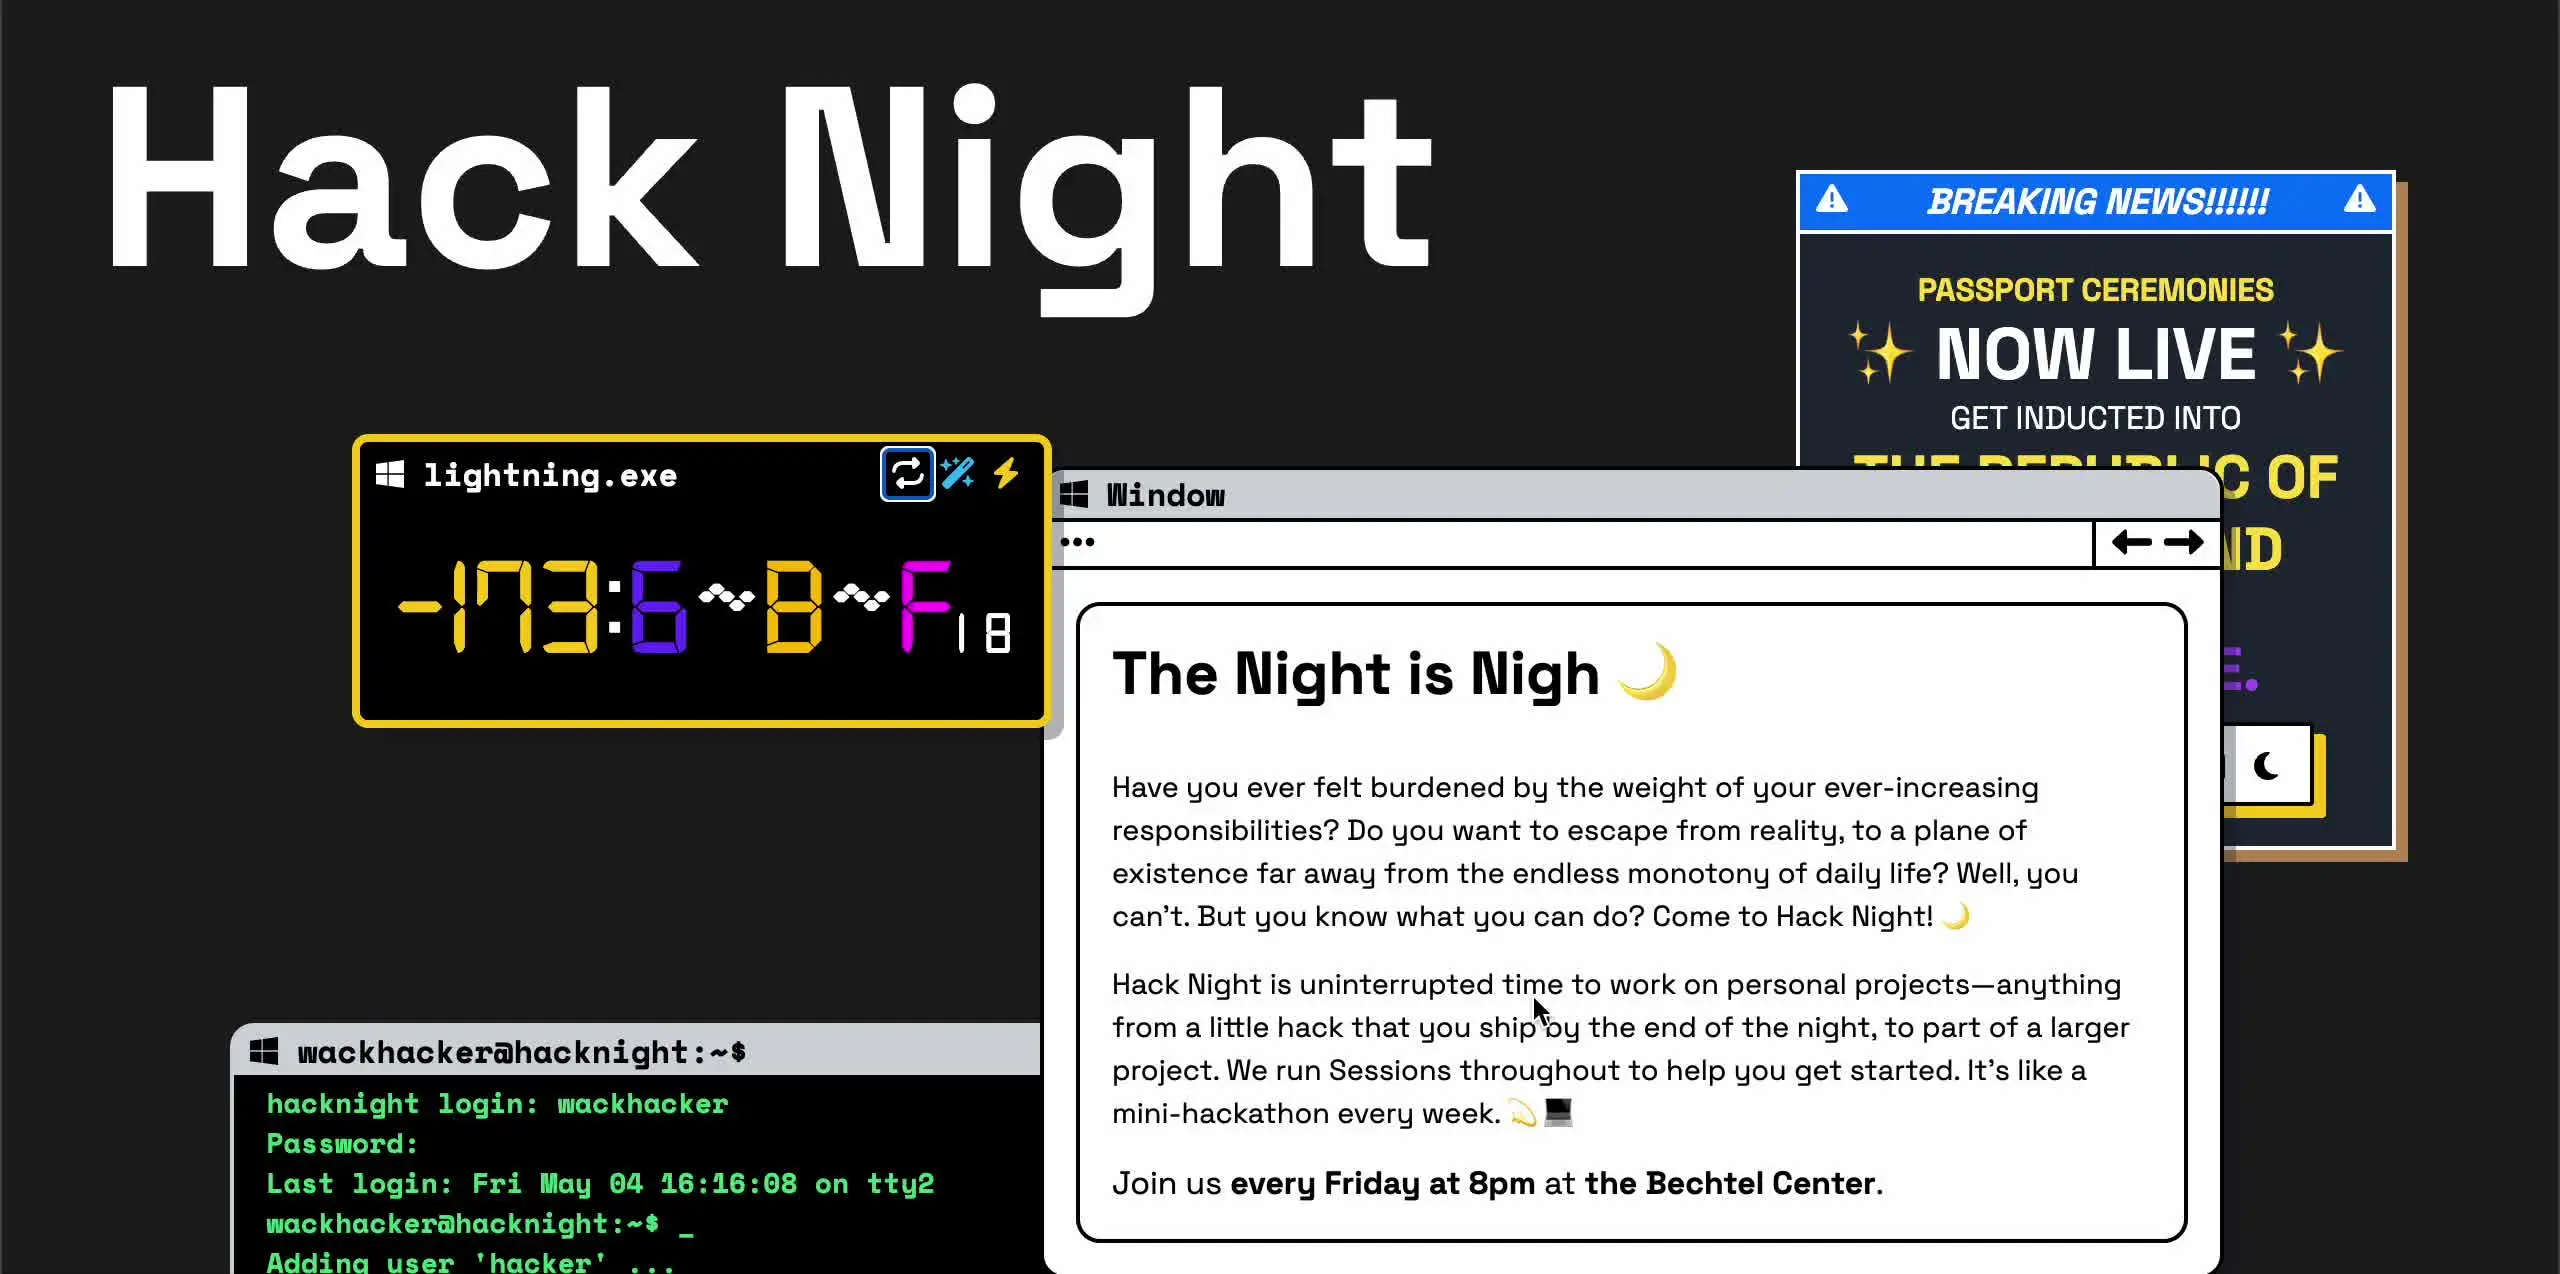 Hack Night
BREAKING NEWS!!!!!!
PASSPORT CEREMONIES
✨ NOW LIVE ✨
GET INDUCTED INTO
THE REPUBLIC OF
lightning.exe
-173:6~B~F18
Window
The Night is Nigh 🌙
Have you ever felt burdened by the weight of your ever-increasing
responsibilities? Do you want to escape from reality, to a plane of
existence far away from the endless monotony of daily life? Well, you
can’t. But you know what you can do? Come to Hack Night! 🌙
Hack Night is uninterrupted time to work on personal projects—anything
from a little hack that you ship by the end of the night, to part of a larger
project. We run Sessions throughout to help you get started. It’s like a
mini-hackathon every week. 💫 💻
Join us every Friday at 8pm at the Bechtel Center.
wackhacker@hacknight:~$
hacknight login: wackhacker
Password:
Last login: Fri May 04 16:16:08 on tty2
wackhacker@hacknight:~$ _
Adding user 'hacker' ...